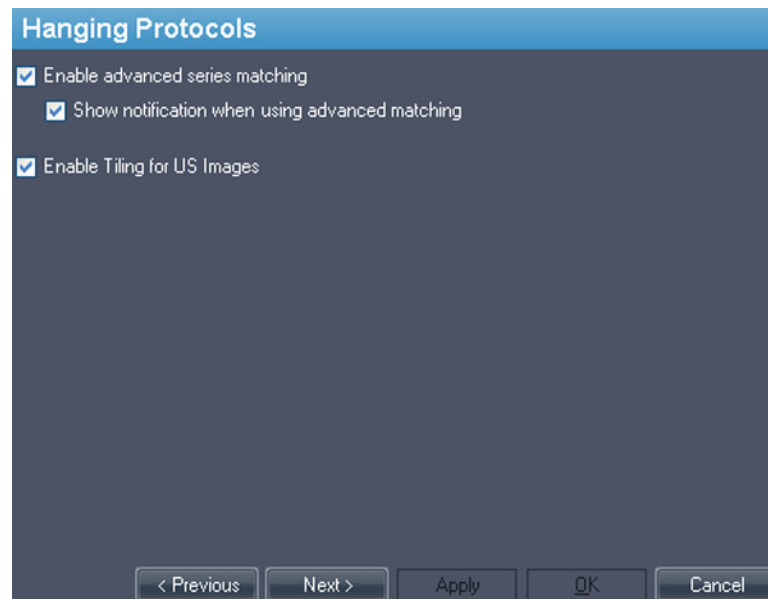 Hanging Protocols
Enable advanced series matching
Show notification when using advanced matching
Enable Tiling for US Images
< Previous Next > Apply OK Cancel